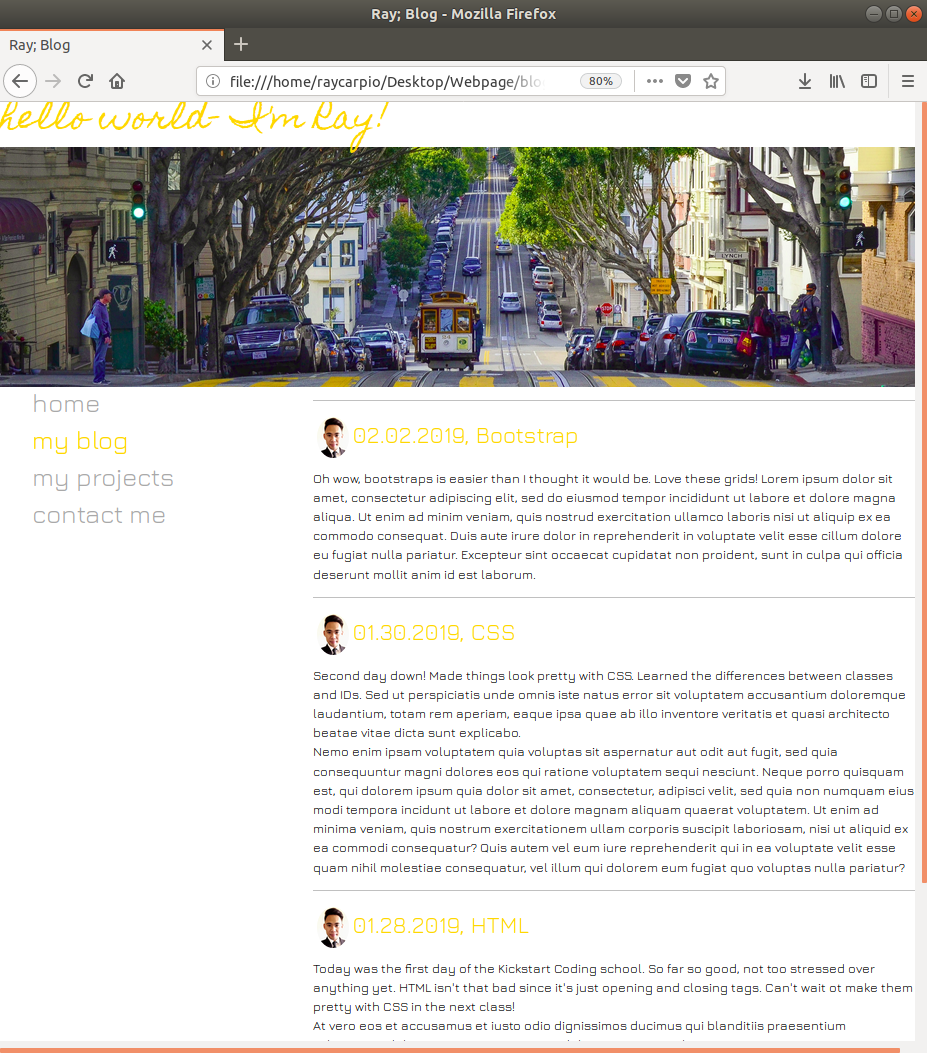 Ray; Blog - Mozilla Firefox
Ray; Blog
file:///home/raycarpio/Desktop/Webpage/blo
80%
hello world- I'm Ray!
LYNCH
STOP
home
my blog
my projects
contact me
02.02.2019, Bootstrap
Oh wow, bootstraps is easier than I thought it would be. Love these grids! Lorem ipsum dolor sit
amet, consectetur adipiscing elit, sed do eiusmod tempor incididunt ut labore et dolore magna
aliqua. Ut enim ad minim veniam, quis nostrud exercitation ullamco laboris nisi ut aliquip ex ea
commodo consequat. Duis aute irure dolor in reprehenderit in voluptate velit esse cillum dolore
eu fugiat nulla pariatur. Excepteur sint occaecat cupidatat non proident, sunt in culpa qui officia
deserunt mollit anim id est laborum.
01.30.2019, CSS
Second day down! Made things look pretty with CSS. Learned the differences between classes
and IDs. Sed ut perspiciatis unde omnis iste natus error sit voluptatem accusantium doloremque
laudantium, totam rem aperiam, eaque ipsa quae ab illo inventore veritatis et quasi architecto
beatae vitae dicta sunt explicabo.
Nemo enim ipsam voluptatem quia voluptas sit aspernatur aut odit aut fugit, sed quia
consequuntur magni dolores eos qui ratione voluptatem sequi nesciunt. Neque porro quisquam
est, qui dolorem ipsum quia dolor sit amet, consectetur, adipisci velit, sed quia non numquam eius
modi tempora incidunt ut labore et dolore magnam aliquam quaerat voluptatem. Ut enim ad
minima veniam, quis nostrum exercitationem ullam corporis suscipit laboriosam, nisi ut aliquid ex
ea commodi consequatur? Quis autem vel eum iure reprehenderit qui in ea voluptate velit esse
quam nihil molestiae consequatur, vel illum qui dolorem eum fugiat quo voluptas nulla pariatur?
01.28.2019, HTML
Today was the first day of the Kickstart Coding school. So far so good, not too stressed over
anything yet. HTML isn't that bad since it's just opening and closing tags. Can't wait ot make them
pretty with CSS in the next class!
At vero eos et accusamus et iusto odio dignissimos ducimus qui blanditiis praesentium